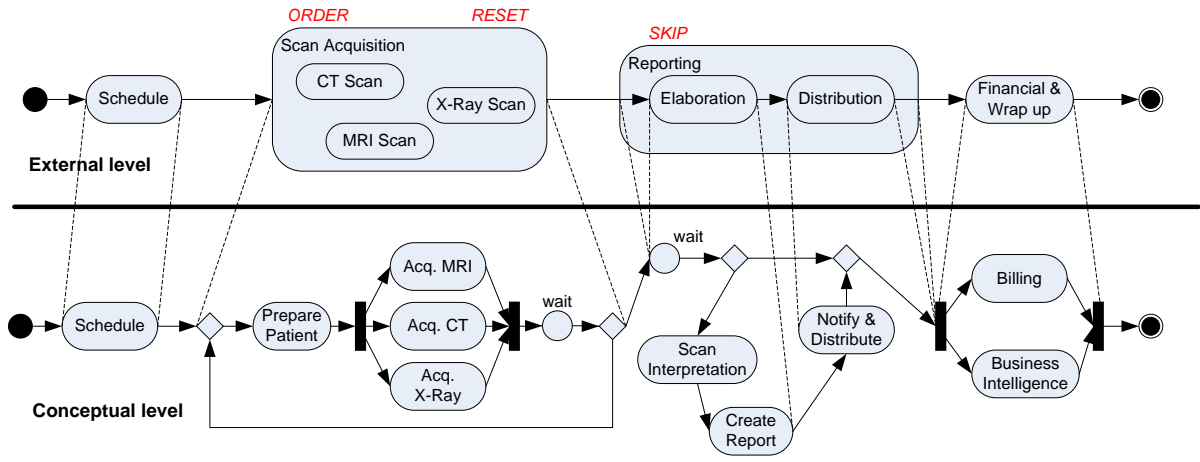 ORDER
RESET
SKIP
Scan Acquisition
CT Scan
X-Ray Scan
MRI Scan
Schedule
Reporting
Elaboration
Distribution
Financial &
Wrap up
External level
wait
Acq. MRI
Billing
wait
Schedule
Prepare
Patient
Acq. CT
Notify &
Distribute
Scan
Interpretation
Business
Intelligence
Acq.
X-Ray
Create
Report
Conceptual level